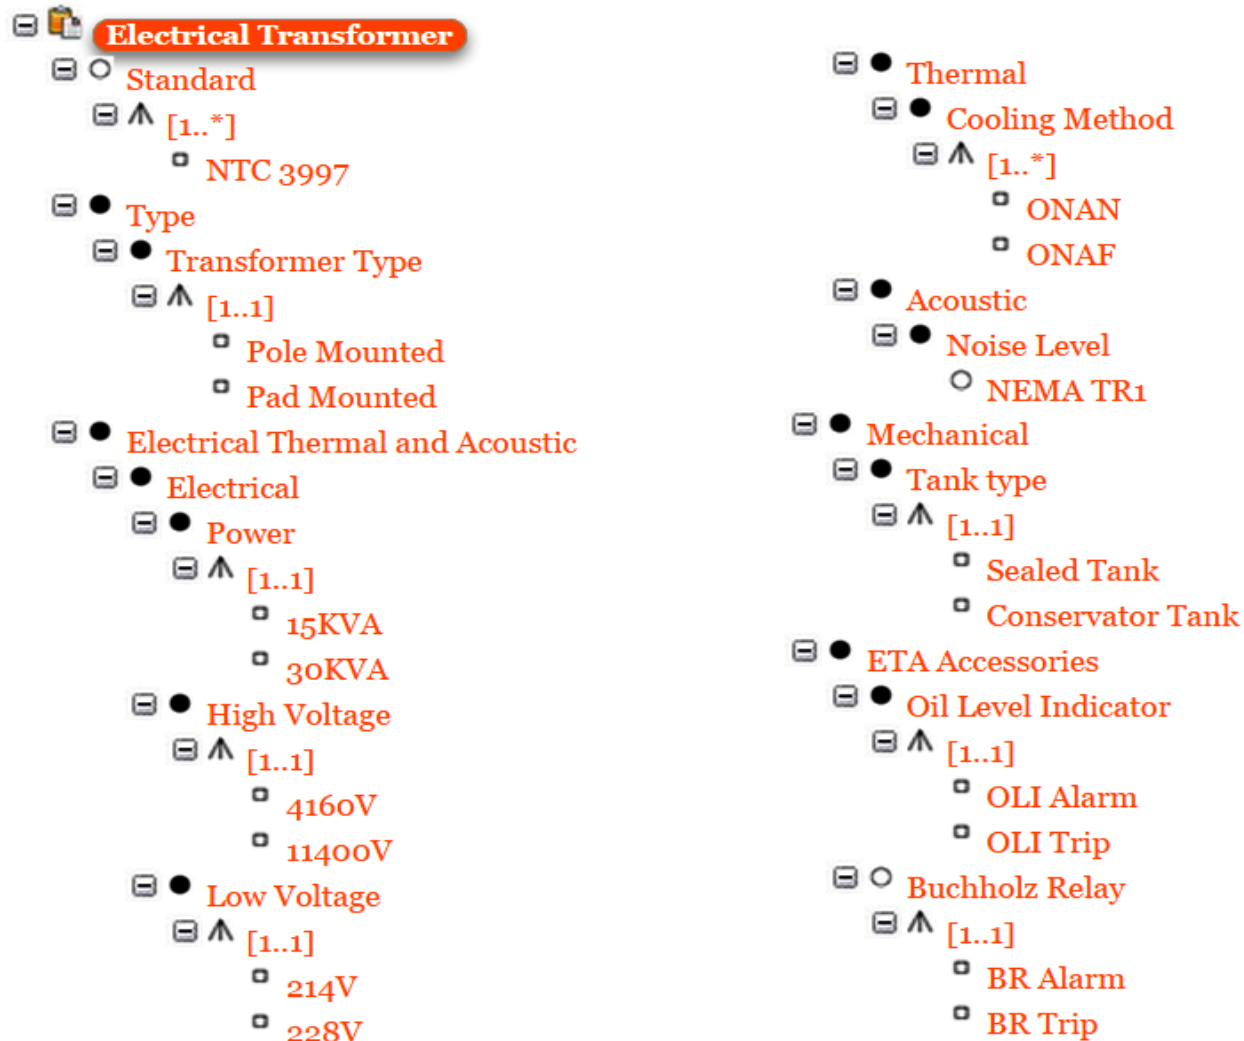 Electrical Transformer
Standard
[1..*]
NTC 3997
Type
Transformer Type
[1..1]
Pole Mounted
Pad Mounted
Electrical Thermal and Acoustic
Electrical
Power
[1..1]
15KVA
30KVA
High Voltage
[1..1]
4160V
11400V
Low Voltage
[1..1]
214V
228V
Thermal
Cooling Method
[1..*]
ONAN
ONAF
Acoustic
Noise Level
NEMA TR1
Mechanical
Tank type
[1..1]
Sealed Tank
Conservator Tank
ETA Accessories
Oil Level Indicator
[1..1]
OLI Alarm
OLI Trip
Buchholz Relay
[1..1]
BR Alarm
BR Trip